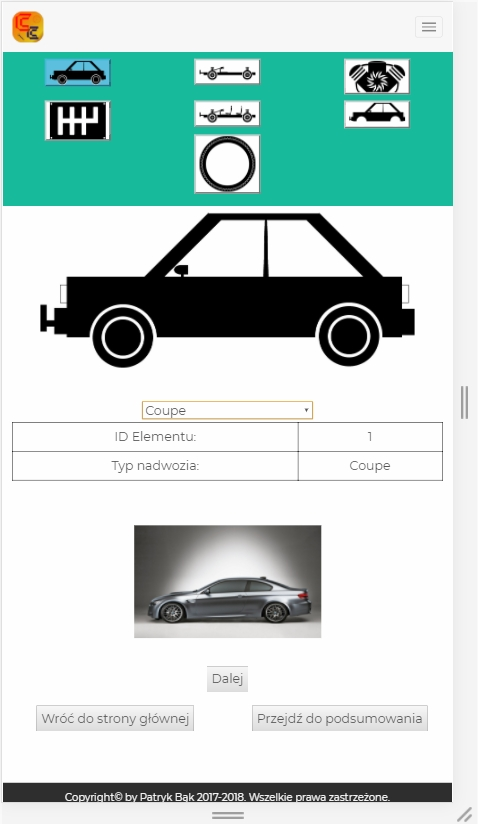 Coupe
ID Elementu: 1
Typ nadwozia: Coupe
Dalej
Wróć do strony głównej Przejdź do podsumowania
Copyright© by Patryk Bąk 2017-2018. Wszelkie prawa zastrzeżone.